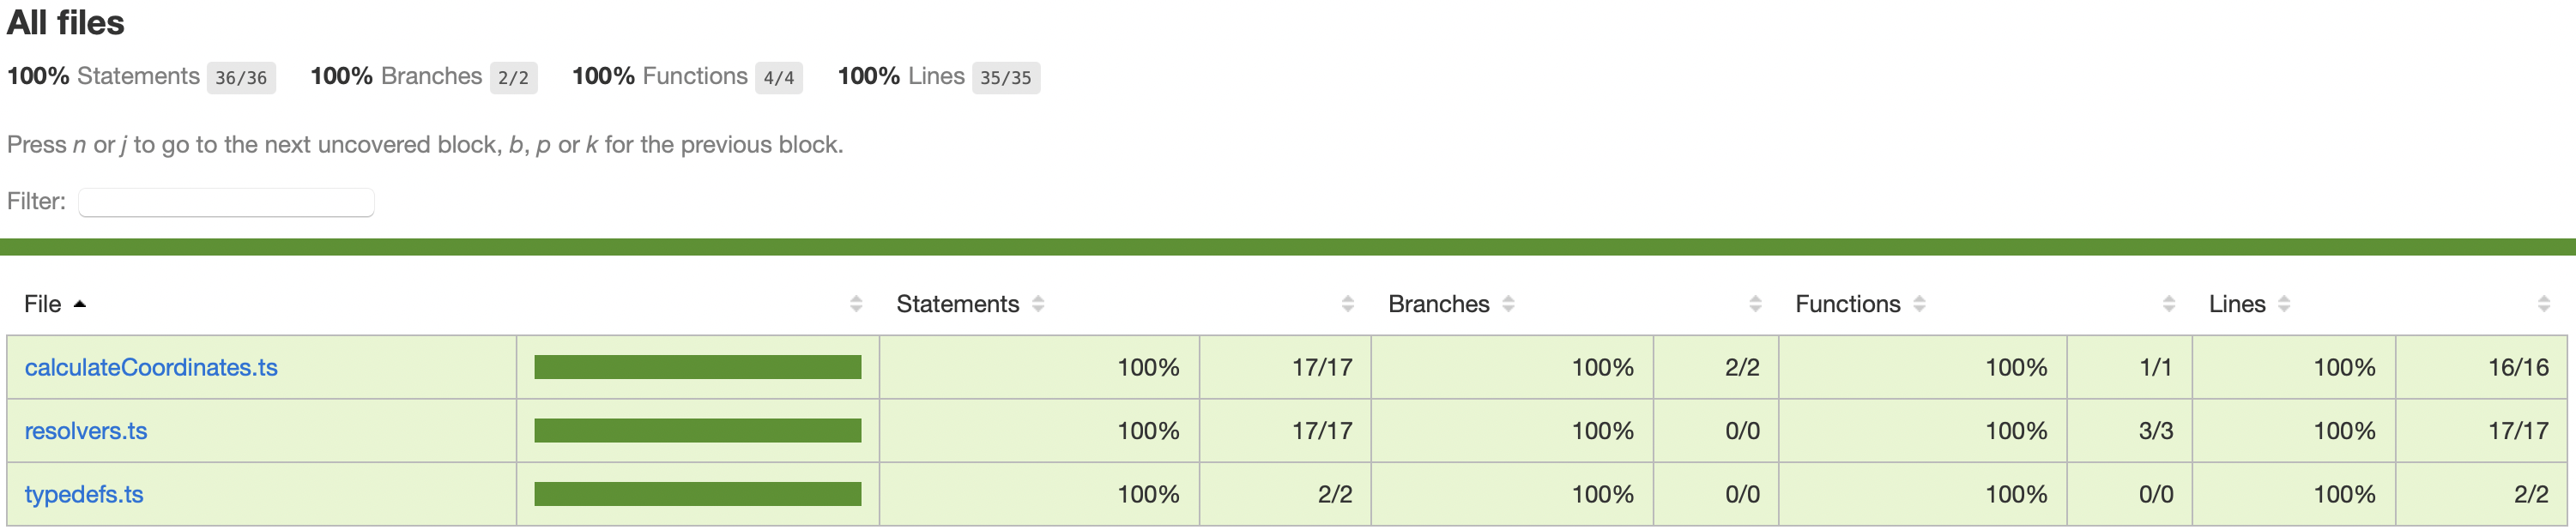 All files
100% Statements 36/36 100% Branches 2/2 100% Functions 4/4 100% Lines 35/35
Press n or j to go to the next uncovered block, b, p or k for the previous block.
Filter:
File Statements Branches Functions Lines
calculateCoordinates.ts 100% 17/17 100% 2/2 100% 1/1 100% 16/16
resolvers.ts 100% 17/17 100% 0/0 100% 3/3 100% 17/17
typedefs.ts 100% 2/2 100% 0/0 100% 0/0 100% 2/2